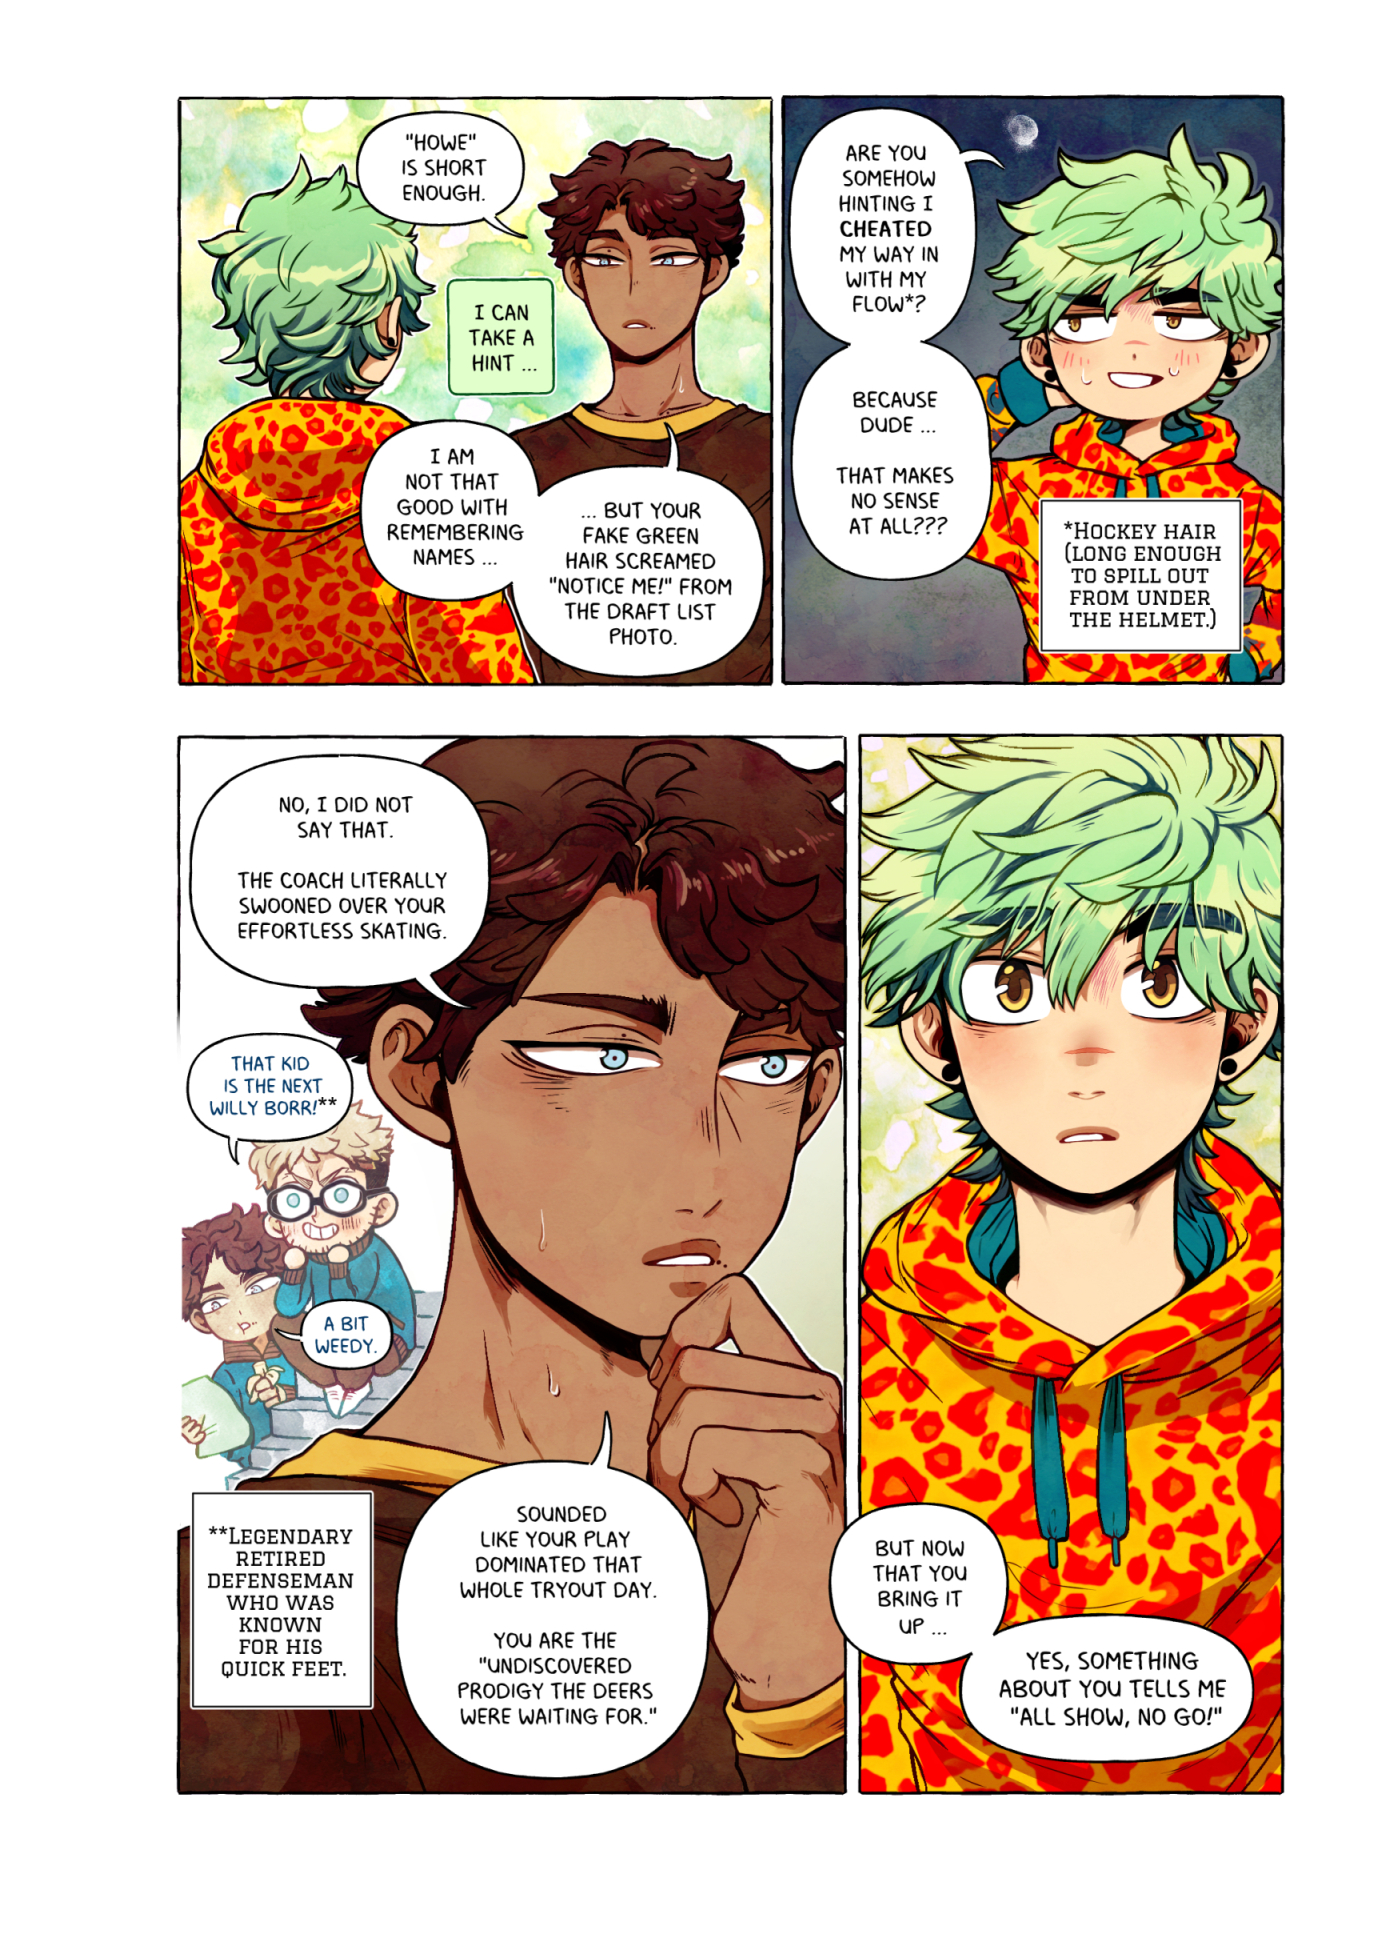 "HOWE"
IS SHORT
ENOUGH.
I CAN
TAKE A
HINT ...
I AM
NOT THAT
GOOD WITH
REMEMBERING
NAMES ...
... BUT YOUR
FAKE GREEN
HAIR SCREAMED
"NOTICE ME!" FROM
THE DRAFT LIST
PHOTO.
ARE YOU
SOMEHOW
HINTING I
CHEATED
MY WAY IN
WITH MY
FLOW*?
BECAUSE
DUDE ...
THAT MAKES
NO SENSE
AT ALL???
*HOCKEY HAIR
(LONG ENOUGH
TO SPILL OUT
FROM UNDER
THE HELMET.)
NO, I DID NOT
SAY THAT.
THE COACH LITERALLY
SWOONED OVER YOUR
EFFORTLESS SKATING.
THAT KID
IS THE NEXT
WILLY BORR!**
A BIT
WEEDY.
**LEGENDARY
RETIRED
DEFENSEMAN
WHO WAS
KNOWN
FOR HIS
QUICK FEET.
SOUNDED
LIKE YOUR PLAY
DOMINATED THAT
WHOLE TRYOUT DAY.
YOU ARE THE
"UNDISCOVERED
PRODIGY THE DEERS
WERE WAITING FOR."
BUT NOW
THAT YOU
BRING IT
UP ...
YES, SOMETHING
ABOUT YOU TELLS ME
"ALL SHOW, NO GO!"